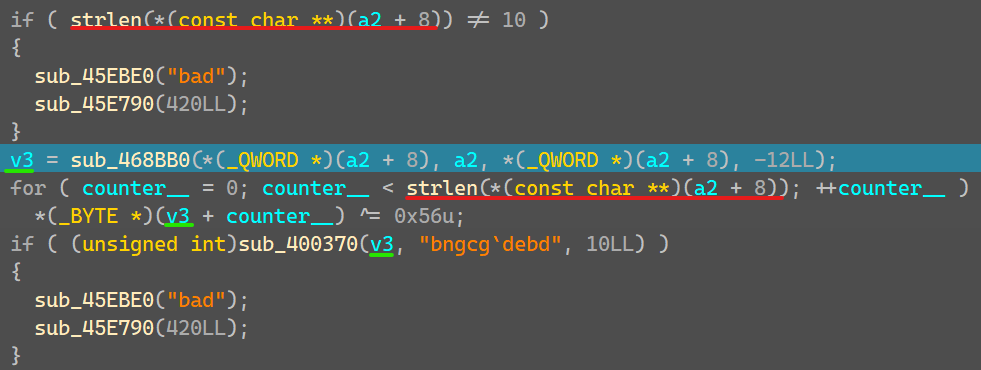 if ( strlen(*(const char **)(a2 + 8)) ≠ 10 )
{
  sub_45EBE0("bad");
  sub_45E790(420LL);
}
v3 = sub_468BB0(*(_QWORD *)(a2 + 8), a2, *(_QWORD *)(a2 + 8), -12LL);
for ( counter__ = 0; counter__ < strlen(*(const char **)(a2 + 8)); ++counter__ )
  *(_BYTE *)(v3 + counter__) ^= 0x56u;
if ( (unsigned int)sub_400370(v3, "bngcg`debd", 10LL) )
{
  sub_45EBE0("bad");
  sub_45E790(420LL);
}